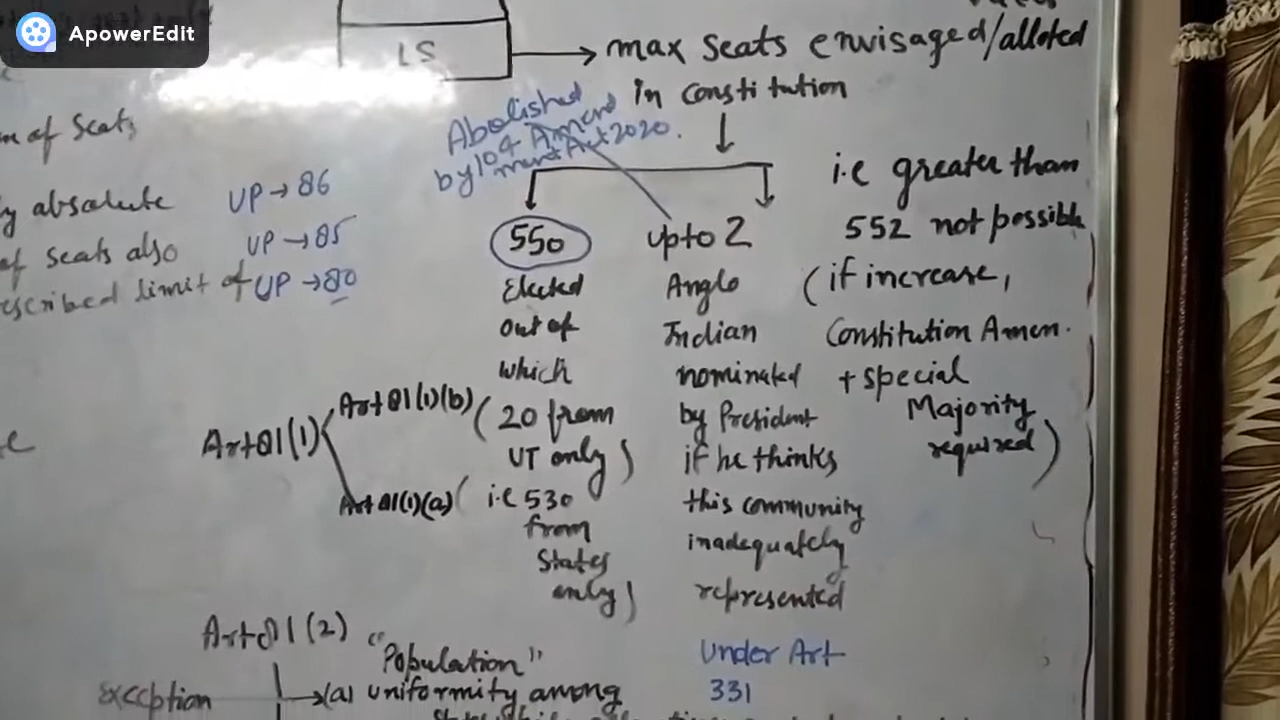 ApowerEdit
LS
max seats envisaged/alloted
in constitution
Abolished
by 104 Amend
ment Act 2020.
i.e greater than
552 not possible
(if increase,
Constitution Amen.
+ special
Majority
required)
of Seats
absolute
of seats also
limit of
UP → 86
UP → 85
UP → 80
550
Elected
out of
which
20 from
UT only)
i.e 530
from
States
only)
upto 2
Anglo
Indian
nominated
by President
if he thinks
this community
inadequately
represented
Under Art
331
Art 81(1)
Art 81(1)(b) (
Art 81(1)(a) (
Art 81(2)
"Population"
exception
(a) uniformity among